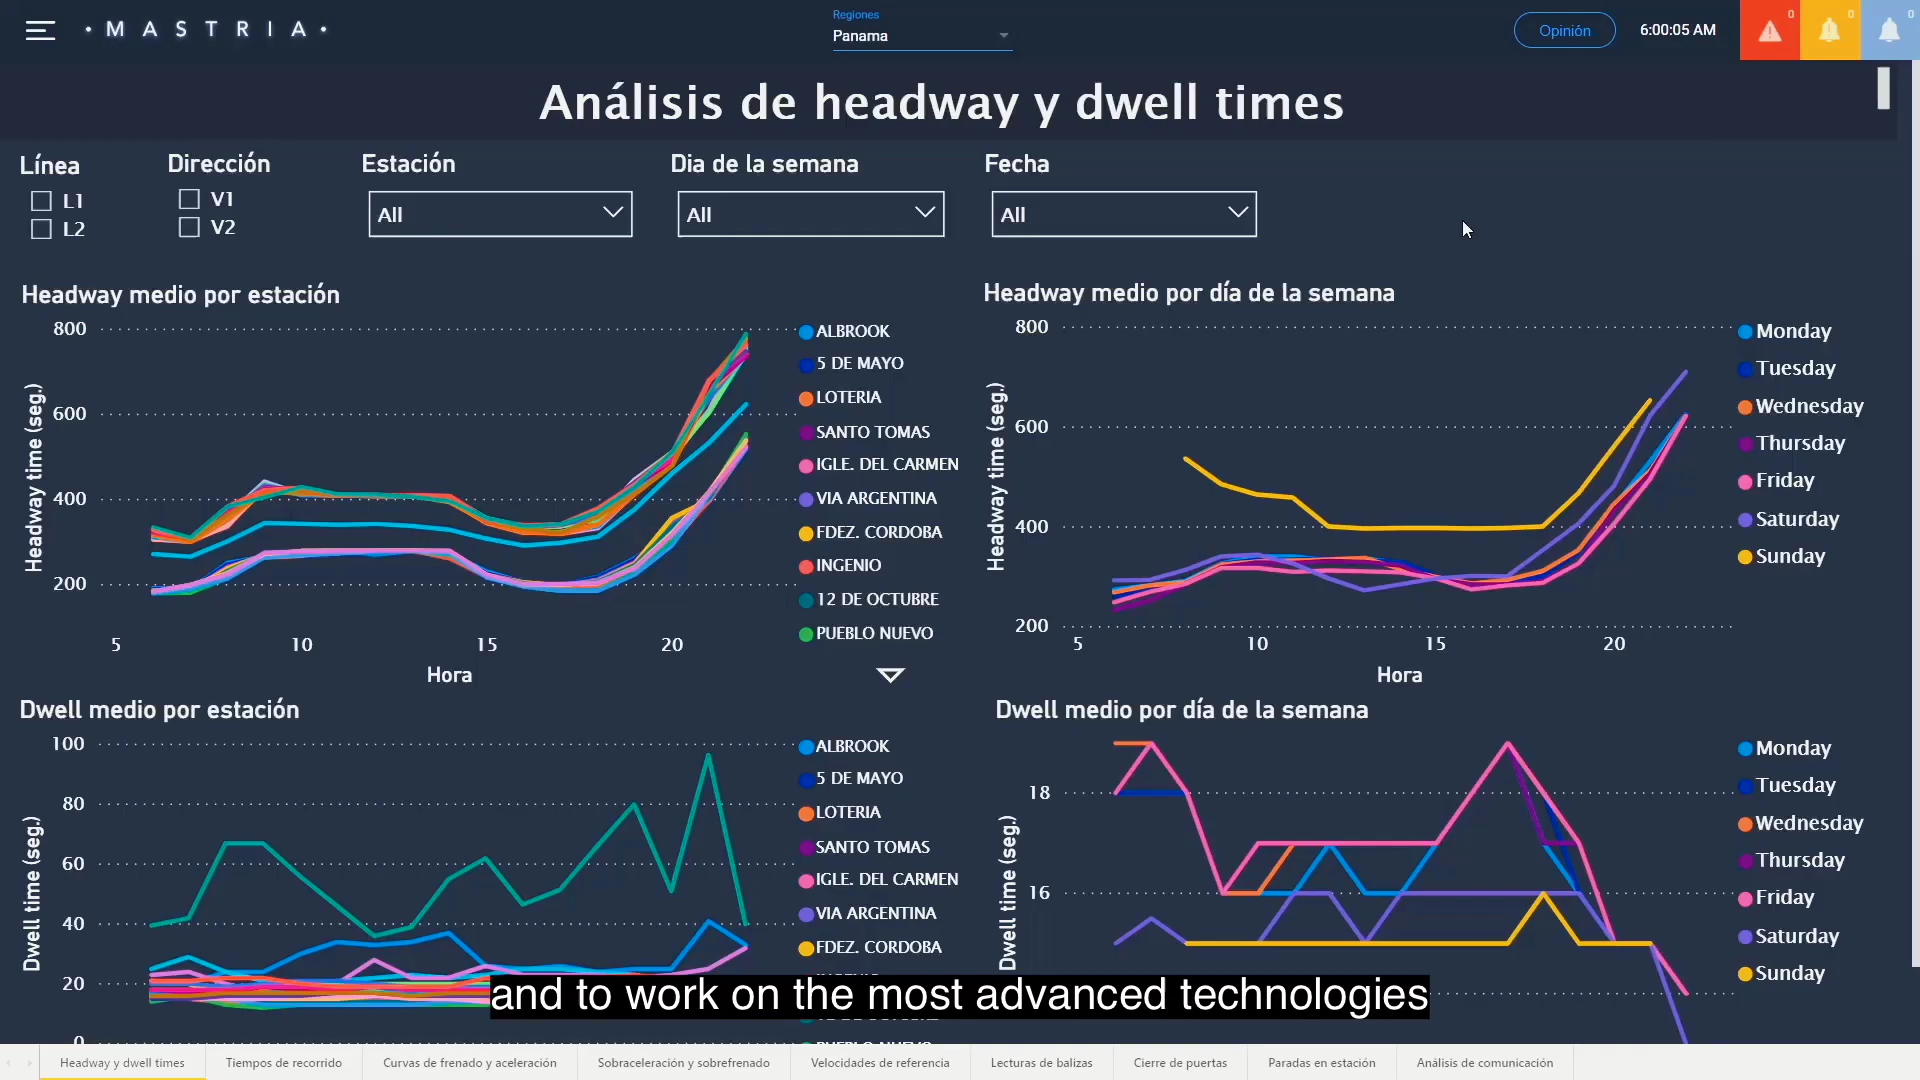 · M A S T R I A ·
Regiones
Panama
Opinión
6:00:05 AM
0
0
0
Análisis de headway y dwell times
Línea
L1
L2
Dirección
V1
V2
Estación
All
Dia de la semana
All
Fecha
All
Headway medio por estación
Headway time (seg.)
800
600
400
200
5
10
15
20
Hora
ALBROOK
5 DE MAYO
LOTERIA
SANTO TOMAS
IGLE. DEL CARMEN
VIA ARGENTINA
FDEZ. CORDOBA
INGENIO
12 DE OCTUBRE
PUEBLO NUEVO
Headway medio por día de la semana
Headway time (seg.)
800
600
400
200
5
10
15
20
Hora
Monday
Tuesday
Wednesday
Thursday
Friday
Saturday
Sunday
Dwell medio por estación
Dwell time (seg.)
100
80
60
40
20
0
ALBROOK
5 DE MAYO
LOTERIA
SANTO TOMAS
IGLE. DEL CARMEN
VIA ARGENTINA
FDEZ. CORDOBA
Dwell medio por día de la semana
Dwell time (seg.)
18
16
Monday
Tuesday
Wednesday
Thursday
Friday
Saturday
Sunday
and to work on the most advanced technologies
Headway y dwell times
Tiempos de recorrido
Curvas de frenado y aceleración
Sobraceleración y sobrefrenado
Velocidades de referencia
Lecturas de balizas
Cierre de puertas
Paradas en estación
Análisis de comunicación